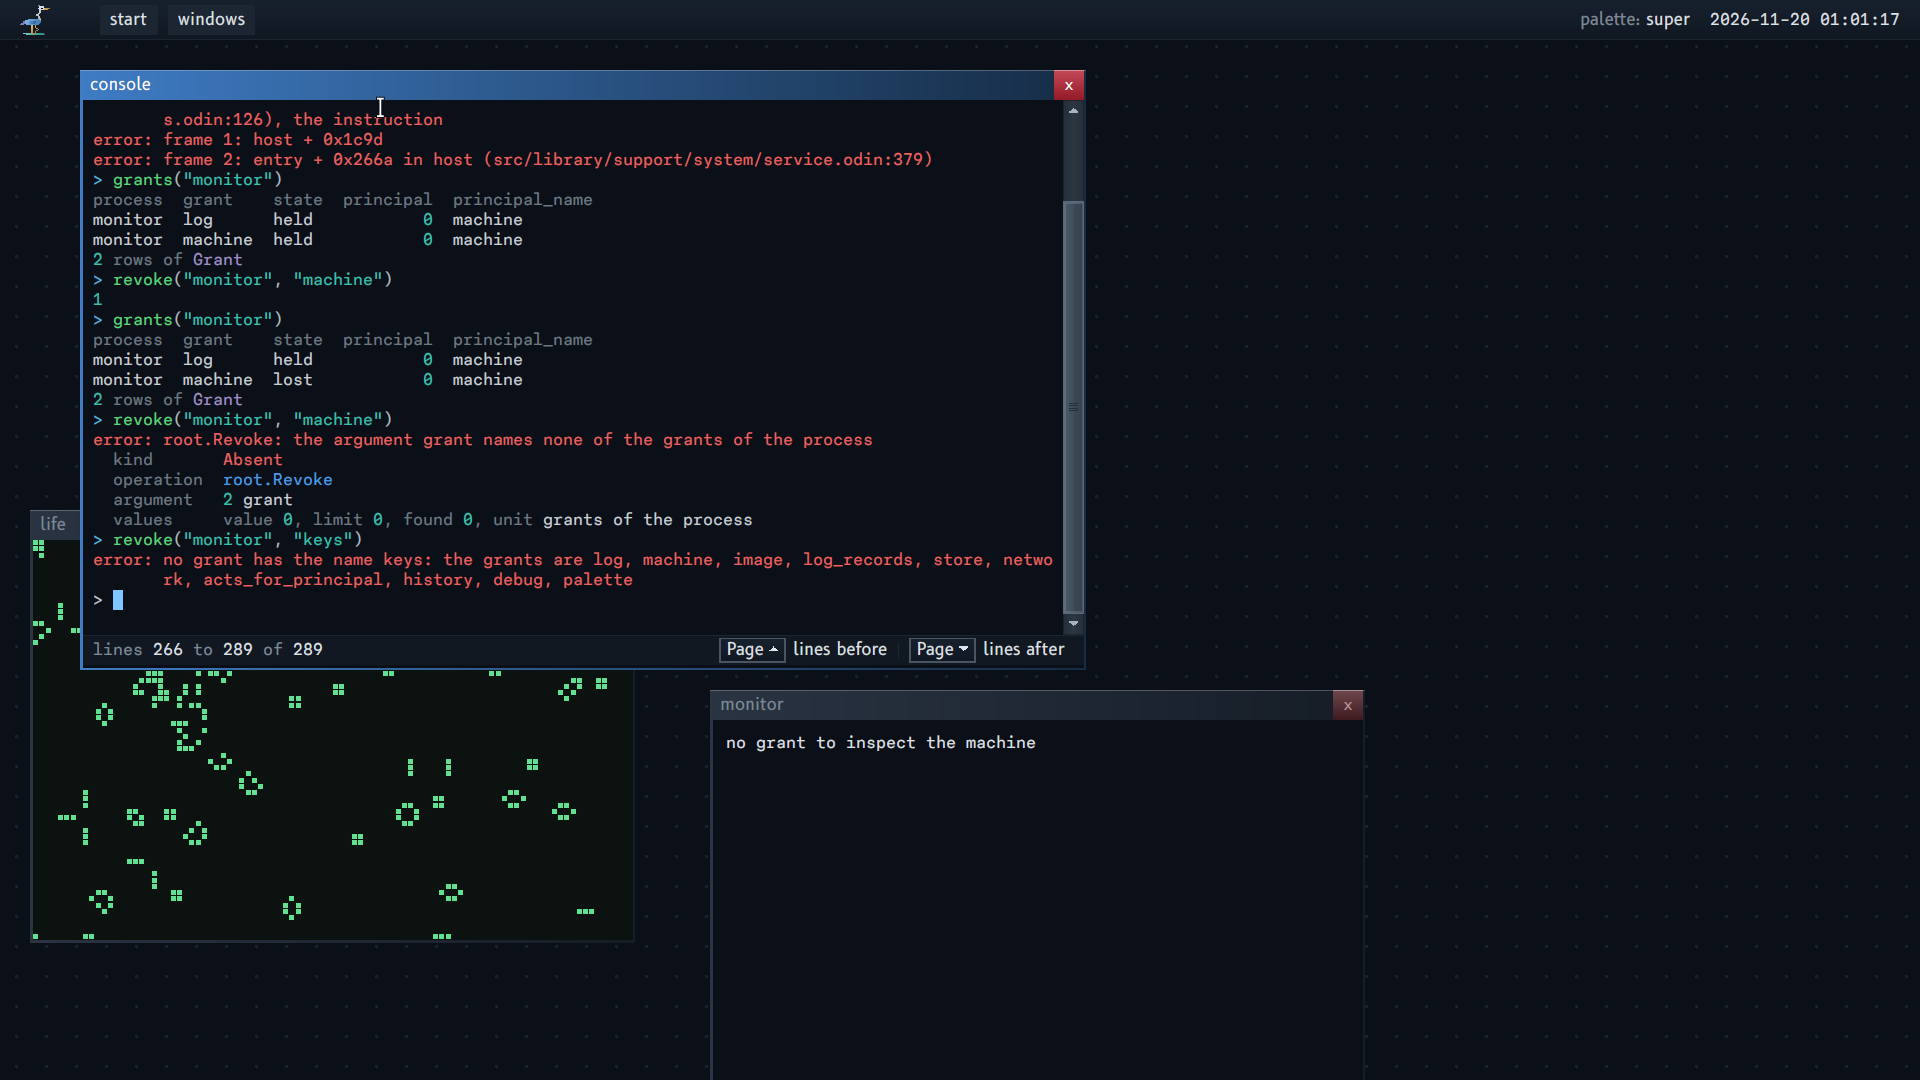 start windows palette: super 2026-11-20 01:01:17
console x
s.odin:126), the instruction
error: frame 1: host + 0x1c9d
error: frame 2: entry + 0x266a in host (src/library/support/system/service.odin:379)
> grants("monitor")
process grant state principal principal_name
monitor log held 0 machine
monitor machine held 0 machine
2 rows of Grant
> revoke("monitor", "machine")
1
> grants("monitor")
process grant state principal principal_name
monitor log held 0 machine
monitor machine lost 0 machine
2 rows of Grant
> revoke("monitor", "machine")
error: root.Revoke: the argument grant names none of the grants of the process
kind Absent
operation root.Revoke
argument 2 grant
values value 0, limit 0, found 0, unit grants of the process
> revoke("monitor", "keys")
error: no grant has the name keys: the grants are log, machine, image, log_records, store, netwo
rk, acts_for_principal, history, debug, palette
>
lines 266 to 289 of 289 Page lines before Page lines after
life
monitor x
no grant to inspect the machine